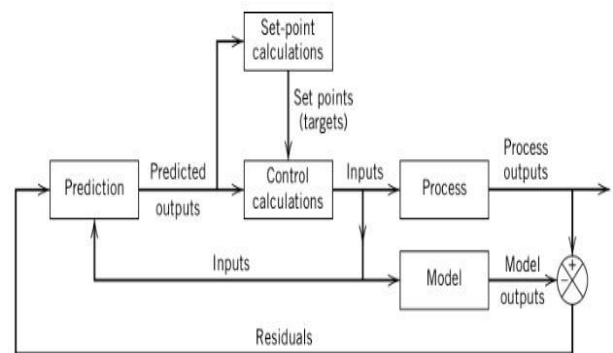 Set-point
calculations
Set points
(targets)
Prediction
Predicted
outputs
Control
calculations
Inputs
Process
Process
outputs
Inputs
Model
Model
outputs
+
−
Residuals